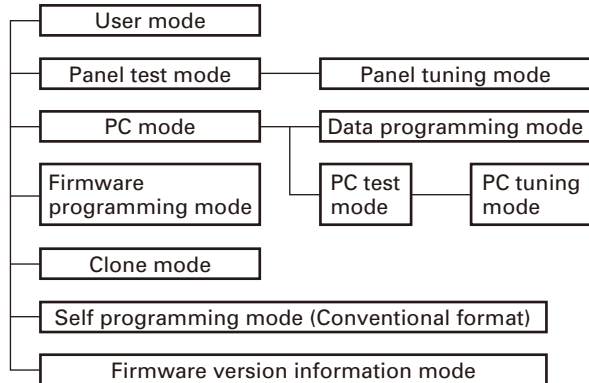 User mode
Panel test mode
Panel tuning mode
PC mode
Data programming mode
Firmware
programming mode
PC test
mode
PC tuning
mode
Clone mode
Self programming mode (Conventional format)
Firmware version information mode